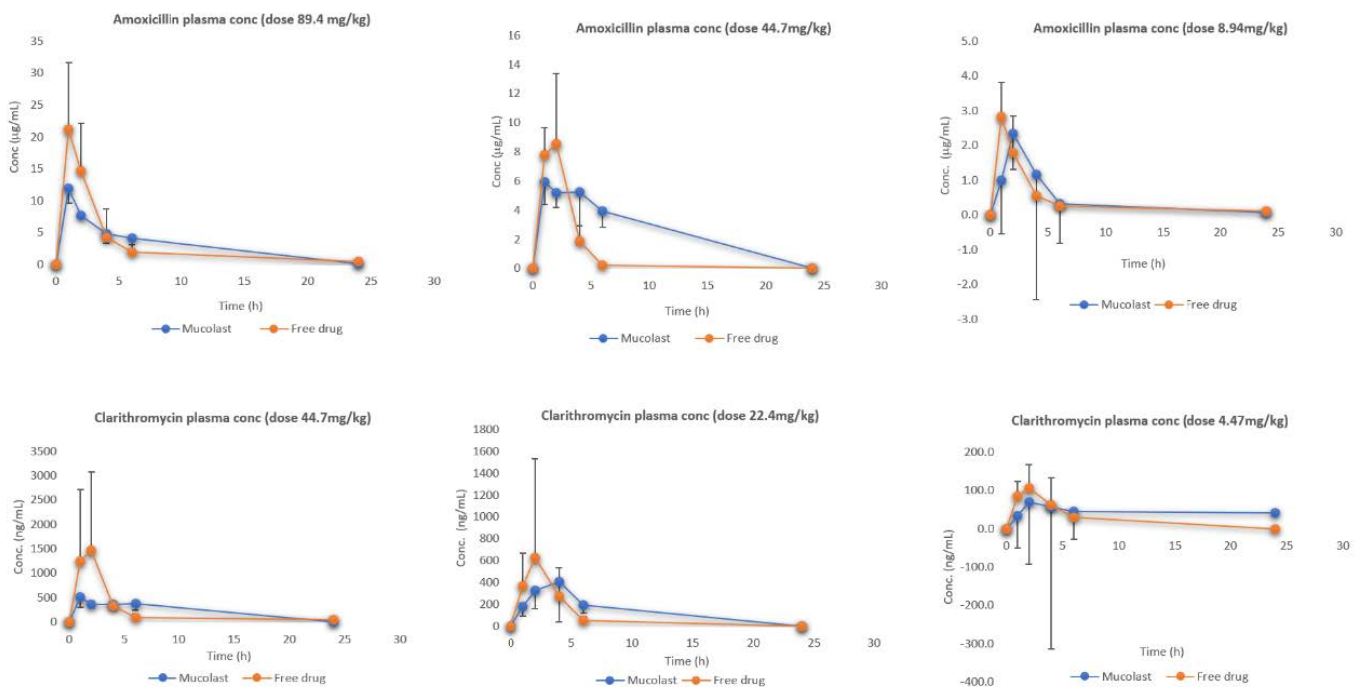 Amoxicillin plasma conc (dose 89.4 mg/kg)
35
30
25
20
15
10
5
0
Conc (µg/mL)
0 5 10 15 20 25 30
Time (h)
Mucolast Free drug
Amoxicillin plasma conc (dose 44.7mg/kg)
16
14
12
10
8
6
4
2
0
Conc (µg/mL)
0 5 10 15 20 25 30
Time (h)
Mucolast Free drug
Amoxicillin plasma conc (dose 8.94mg/kg)
5.0
4.0
3.0
2.0
1.0
0.0
-1.0
-2.0
-3.0
Conc. (µg/mL)
0 5 10 15 20 25 30
Time (h)
Mucolast Free drug
Clarithromycin plasma conc (dose 44.7mg/kg)
3500
3000
2500
2000
1500
1000
500
0
Conc. (ng/mL)
0 5 10 15 20 25 30
Time (h)
Mucolast Free drug
Clarithromycin plasma conc (dose 22.4mg/kg)
1800
1600
1400
1200
1000
800
600
400
200
0
Conc. (ng/mL)
0 5 10 15 20 25 30
Time (h)
Mucolast Free drug
Clarithromycin plasma conc (dose 4.47mg/kg)
200.0
100.0
0.0
-100.0
-200.0
-300.0
-400.0
Conc. (ng/mL)
0 5 10 15 20 25 30
Time (h)
Mucolast Free drug